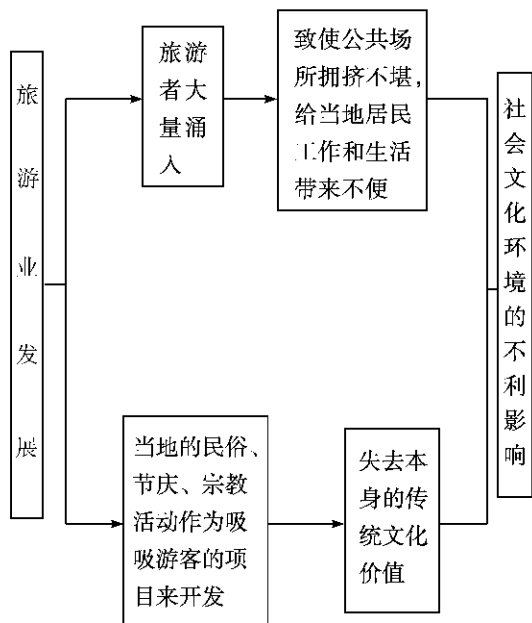 旅游业发展
旅游
者大
量涌
入
致使公共场
所拥挤不堪,
给当地居民
工作和生活
带来不便
社会文化环境的不利影响
当地的民俗、
节庆、宗教
活动作为吸
吸游客的项
目来开发
失去本
身的传
统文化
价值